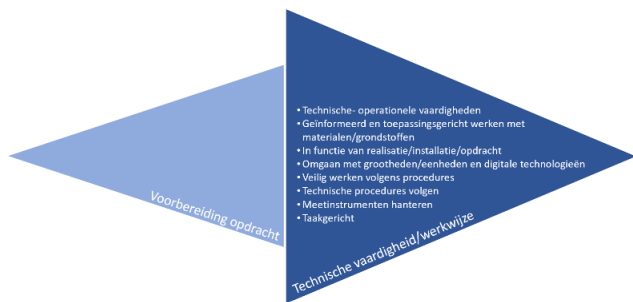 • Technische- operationele vaardigheden
• Geïnformeerd en toepassingsgericht werken met
materialen/grondstoffen
• In functie van realisatie/installatie/opdracht
• Omgaan met grootheden/eenheden en digitale technologieën
• Veilig werken volgens procedures
• Technische procedures volgen
• Meetinstrumenten hanteren
• Taakgericht
Voorbereiding opdracht
Technische vaardigheid/werkwijze